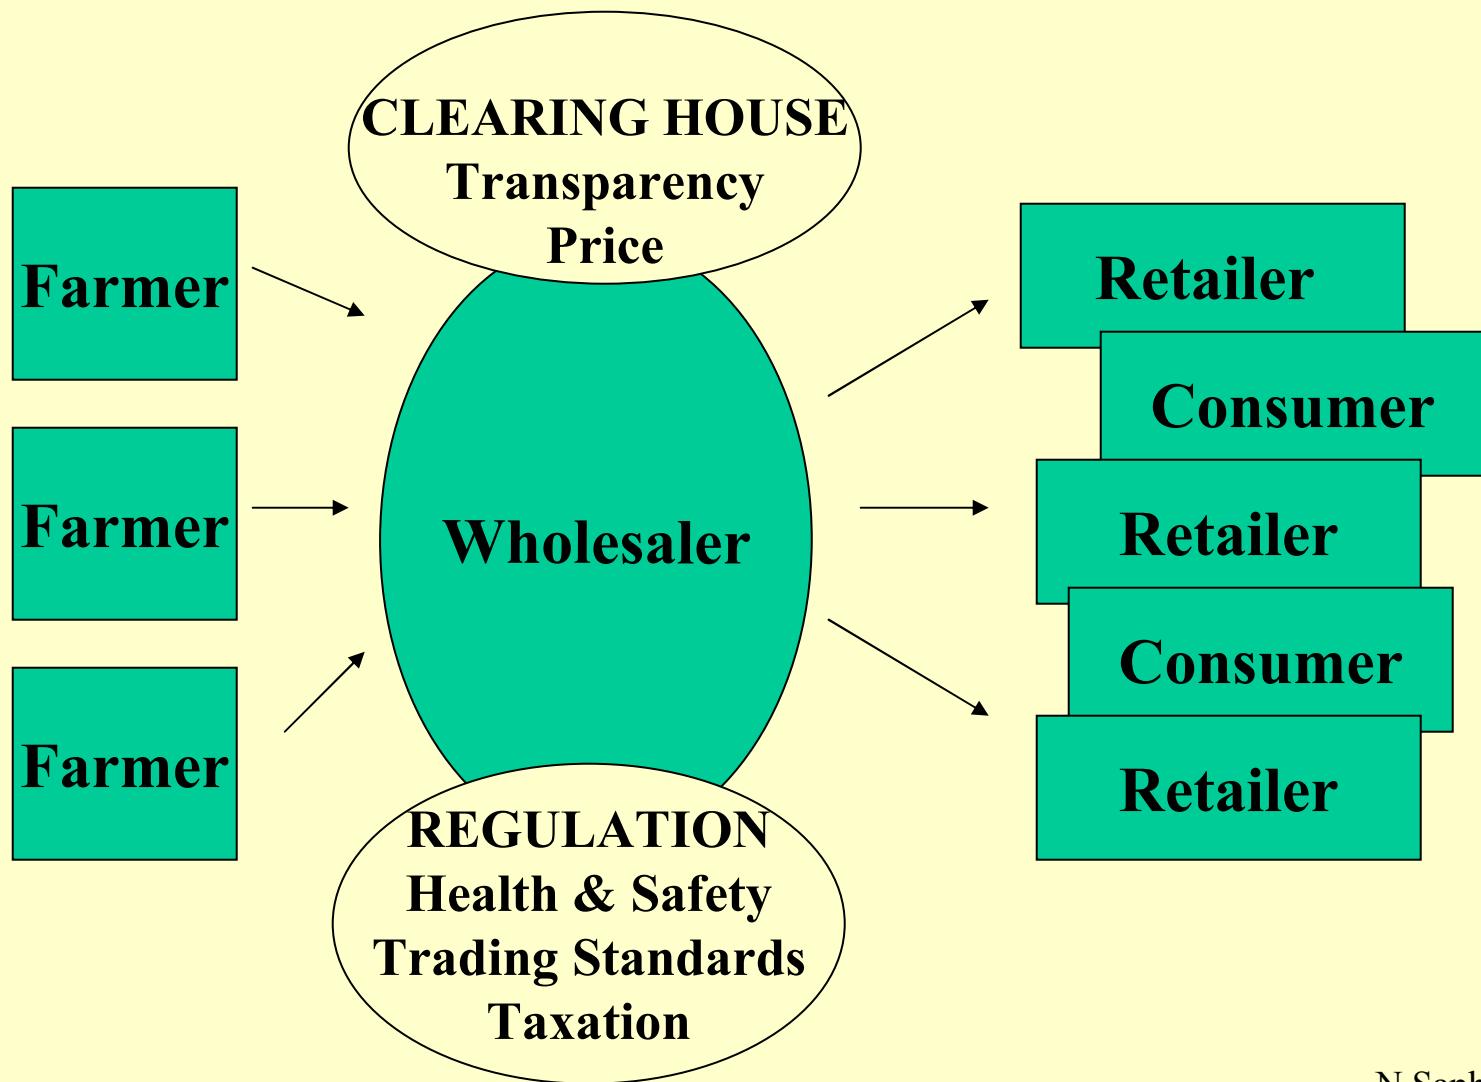 CLEARING HOUSE
Transparency
Price
Farmer
Farmer
Farmer
Wholesaler
REGULATION
Health & Safety
Trading Standards
Taxation
Retailer
Consumer
Retailer
Consumer
Retailer